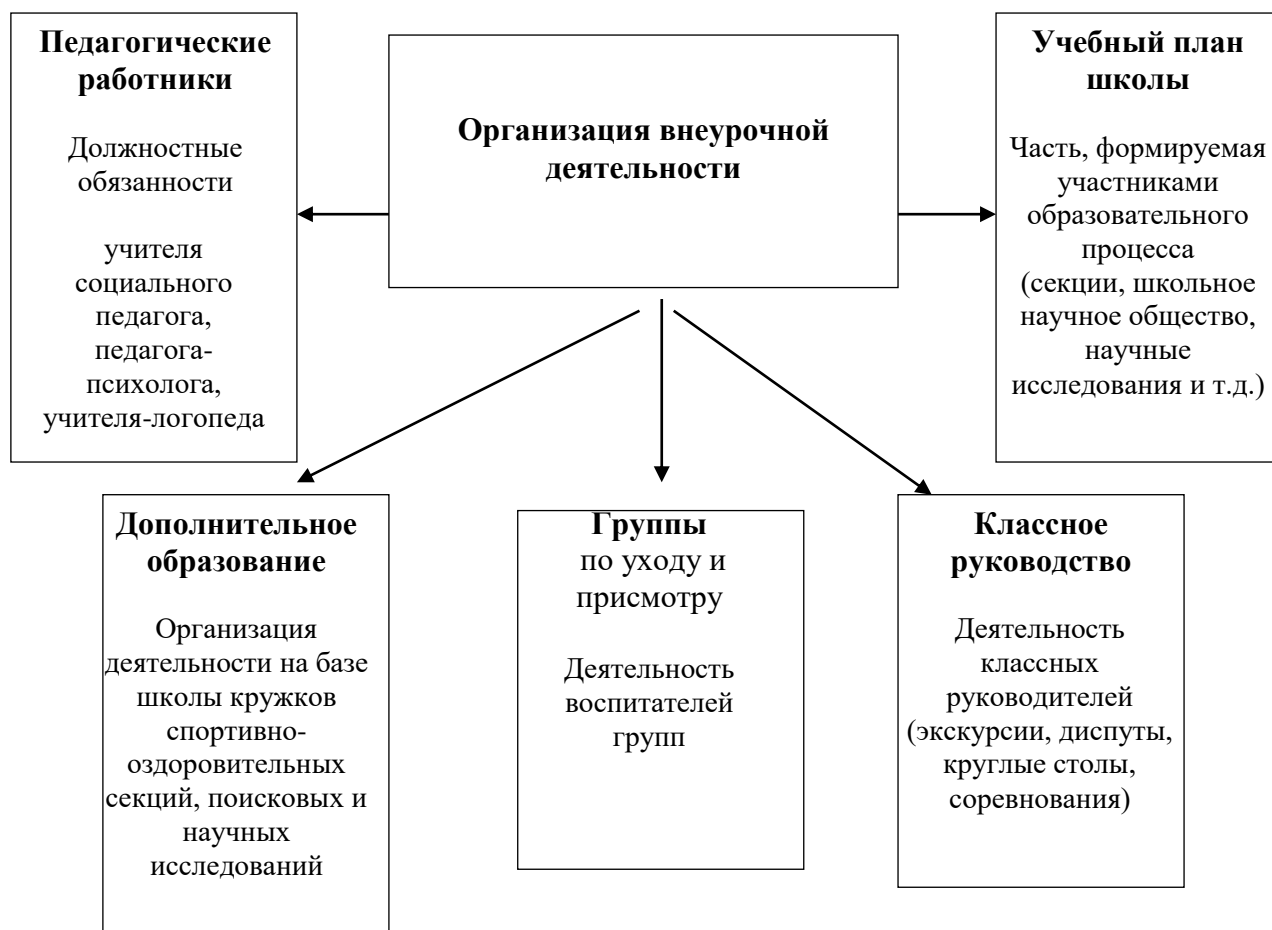 Педагогические
работники
Должностные
обязанности
учителя
социального
педагога,
педагога-
психолога,
учителя-логопеда
Организация внеурочной
деятельности
Учебный план
школы
Часть, формируемая
участниками
образовательного
процесса
(секции, школьное
научное общество,
научные
исследования и т.д.)
Дополнительное
образование
Организация
деятельности на базе
школы кружков
спортивно-
оздоровительных
секций, поисковых и
научных
исследований
Группы
по уходу и
присмотру
Деятельность
воспитателей
групп
Классное
руководство
Деятельность
классных
руководителей
(экскурсии, диспуты,
круглые столы,
соревнования)